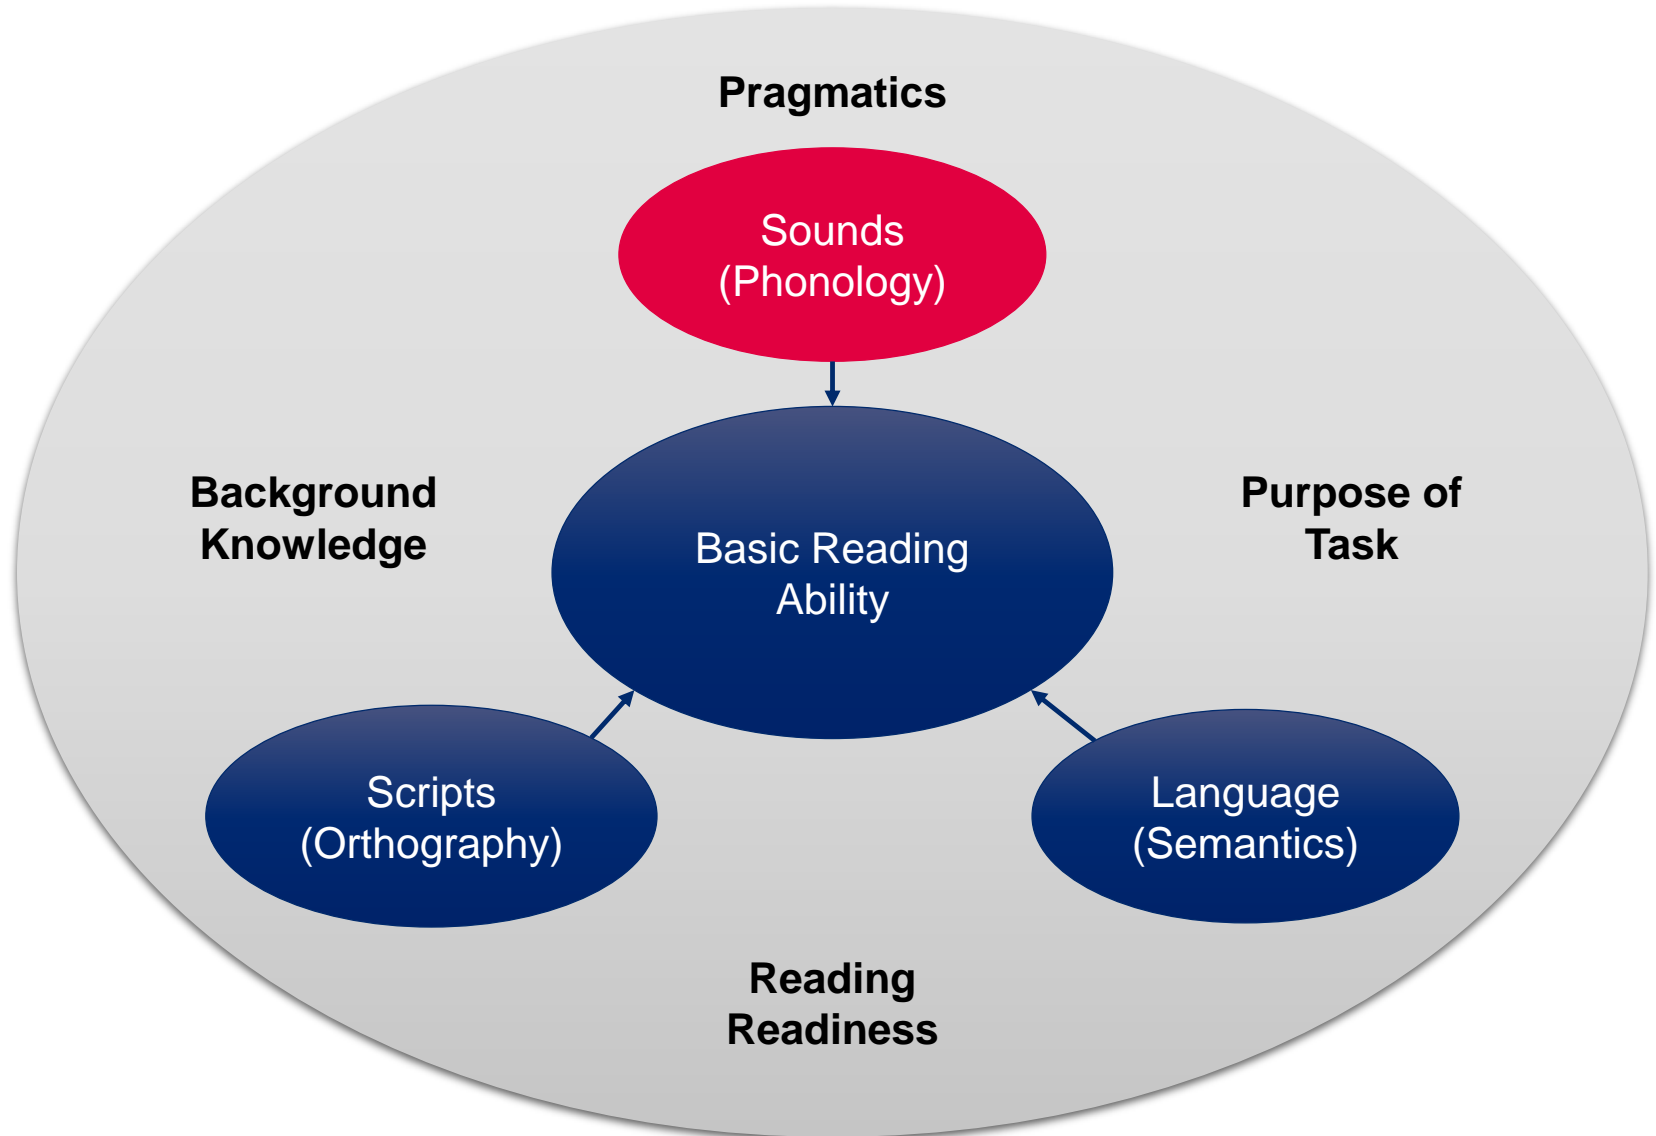 Pragmatics
Sounds
(Phonology)
Background
Knowledge
Basic Reading
Ability
Purpose of
Task
Scripts
(Orthography)
Language
(Semantics)
Reading
Readiness